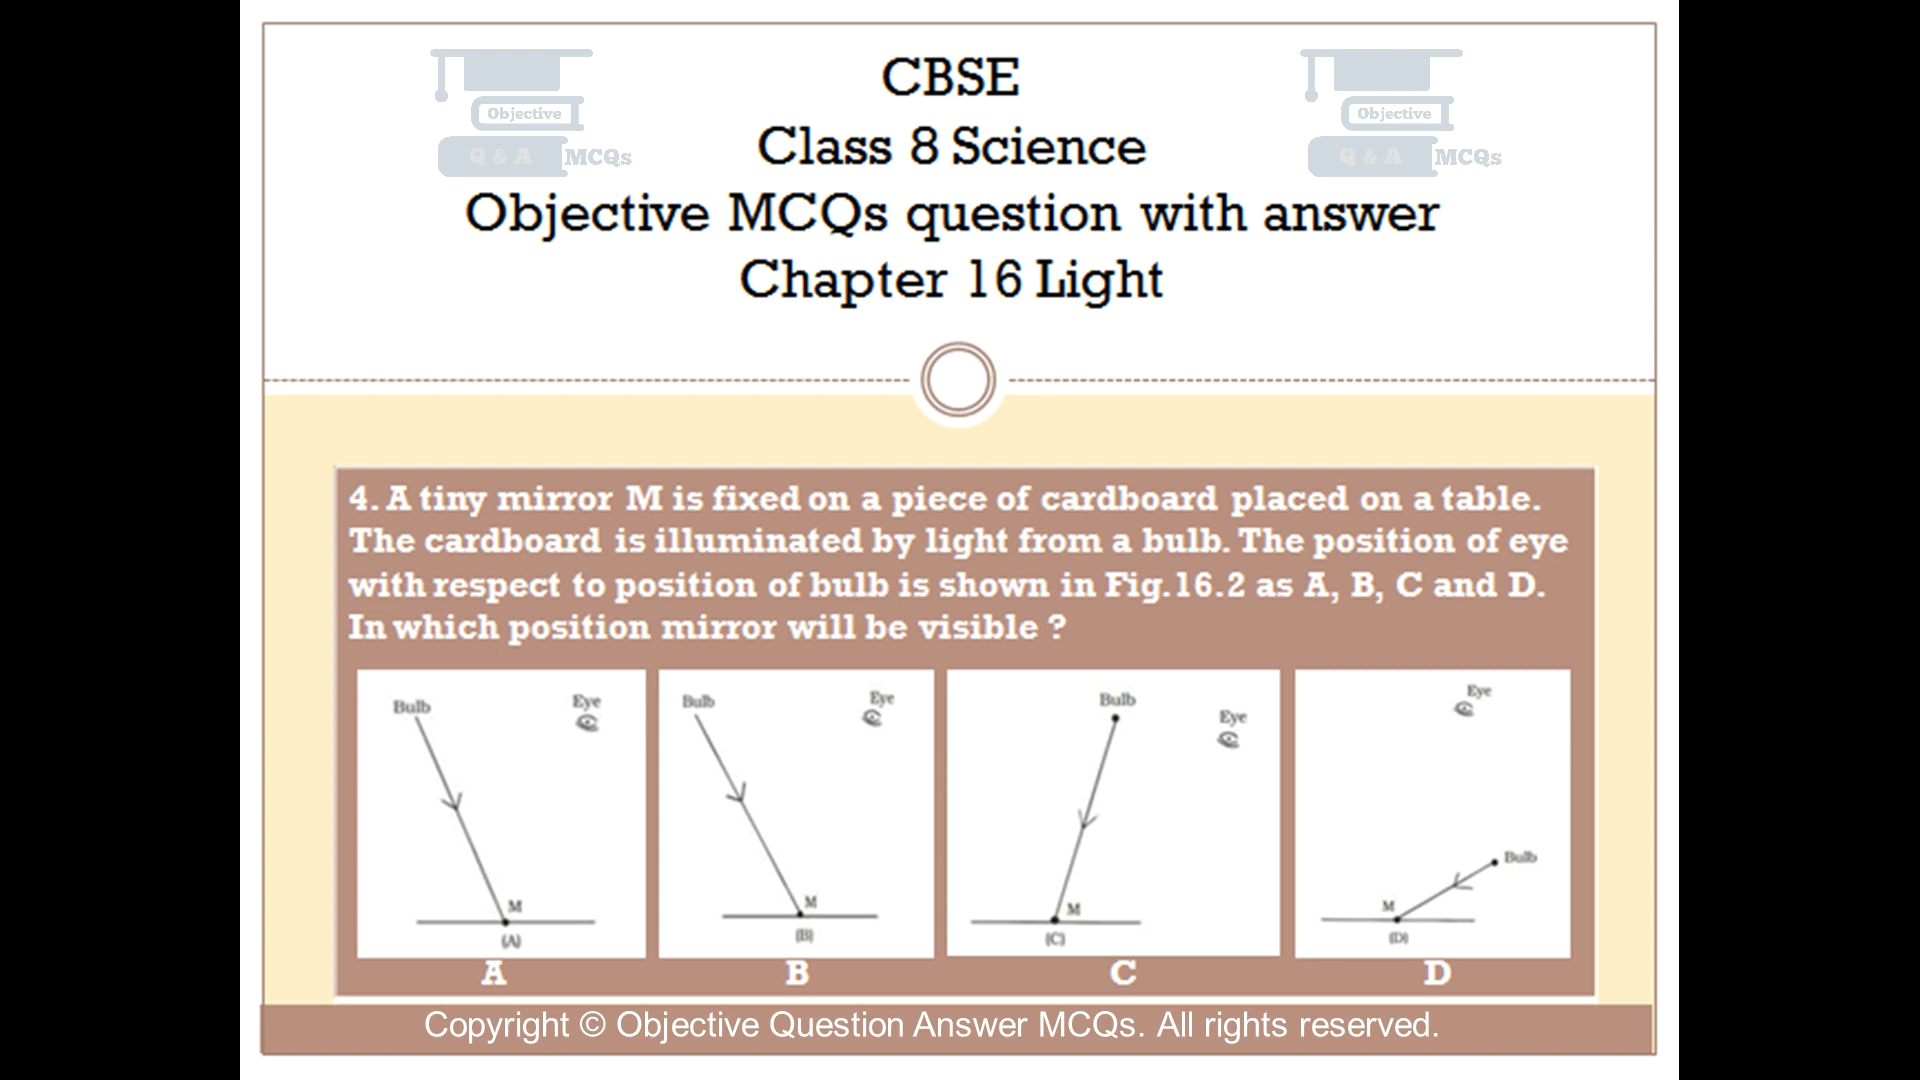 Objective
Q & A MCQs
Objective
Q & A MCQs
CBSE
Class 8 Science
Objective MCQs question with answer
Chapter 16 Light
4. A tiny mirror M is fixed on a piece of cardboard placed on a table.
The cardboard is illuminated by light from a bulb. The position of eye
with respect to position of bulb is shown in Fig.16.2 as A, B, C and D.
In which position mirror will be visible ?
Bulb
Eye
M
(A)
A
Bulb
Eye
M
(B)
B
Bulb
Eye
M
(C)
C
Eye
Bulb
M
(D)
D
Copyright © Objective Question Answer MCQs. All rights reserved.